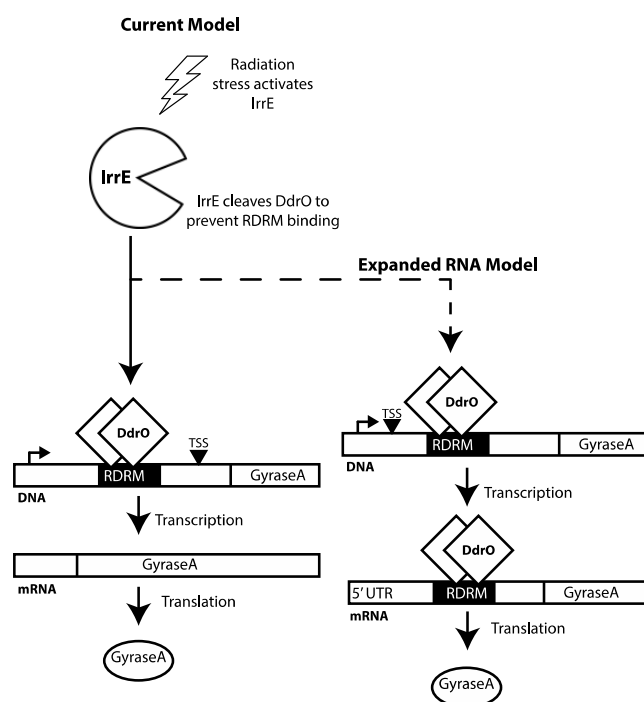 Current Model
Radiation
stress activates
IrrE
IrrE
IrrE cleaves DdrO to
prevent RDRM binding
Expanded RNA Model
DdrO
TSS
RDRM
GyraseA
DNA
Transcription
GyraseA
mRNA
Translation
GyraseA
DdrO
TSS
RDRM
GyraseA
DNA
Transcription
DdrO
5' UTR
RDRM
GyraseA
mRNA
Translation
GyraseA